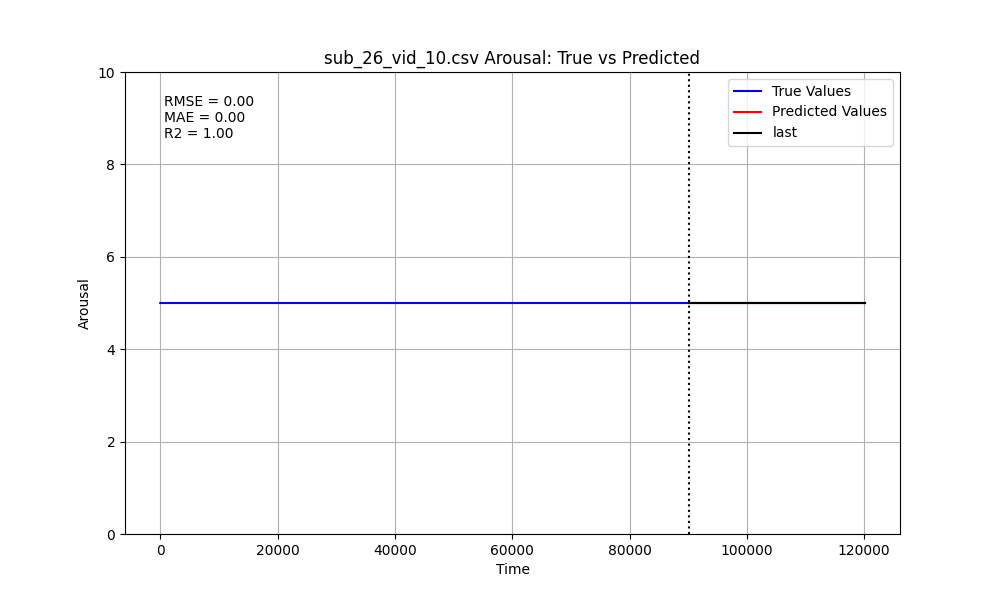 sub_26_vid_10.csv Arousal: True vs Predicted
RMSE = 0.00
MAE = 0.00
R2 = 1.00
True Values
Predicted Values
last
10
8
6
4
2
0
Arousal
0
20000
40000
60000
80000
100000
120000
Time